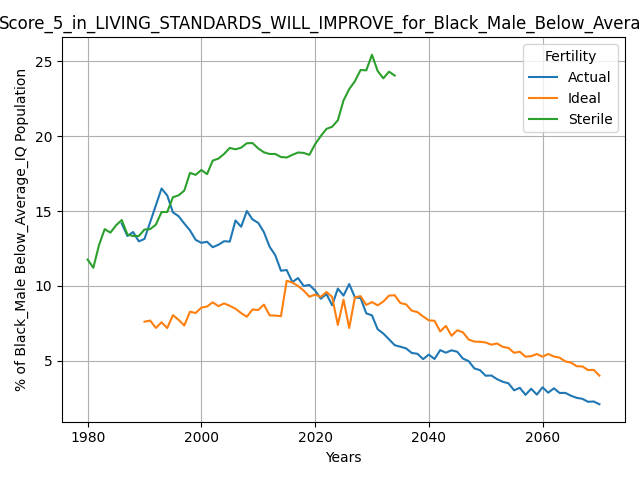 Score_5_in_LIVING_STANDARDS_WILL_IMPROVE_for_Black_Male_Below_Avera
% of Black_Male Below_Average_IQ Population
25
20
15
10
5
Fertility
Actual
Ideal
Sterile
1980
2000
2020
2040
2060
Years